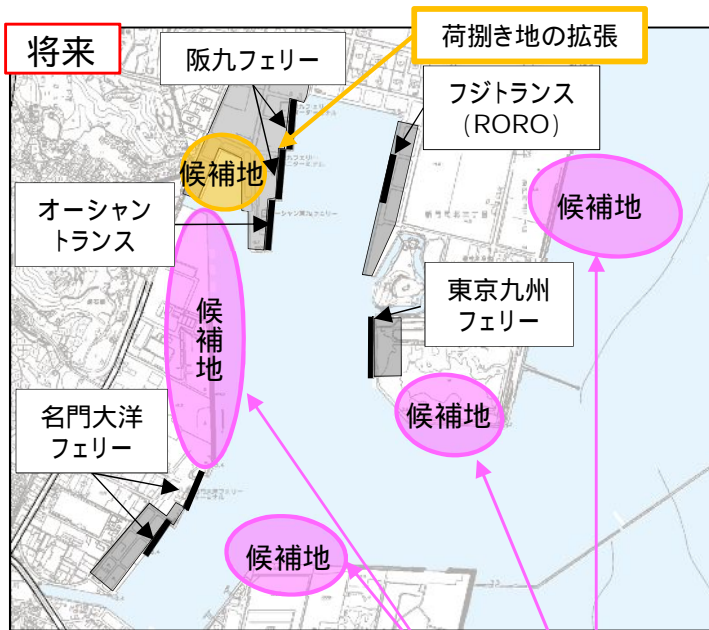 将来
阪九フェリー
荷捌き地の拡張
フジトランス
(RORO)
候補地
候補地
オーシャン
トランス
候補地
東京九州
フェリー
候補地
名門大洋
フェリー
候補地